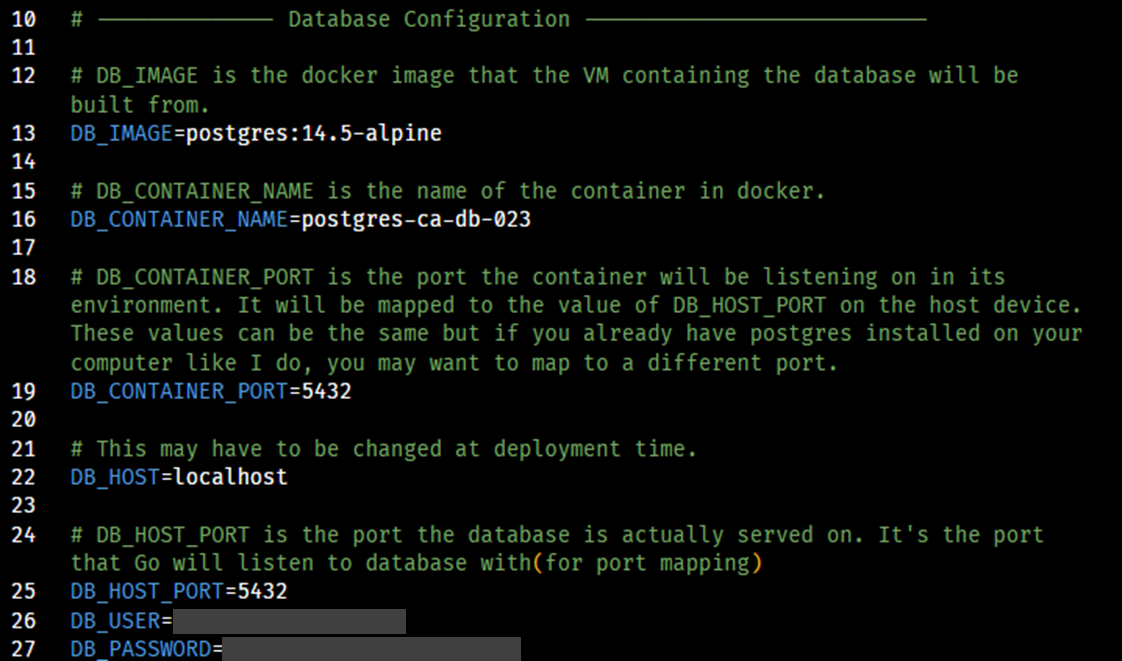 10 # ────────────── Database Configuration ───────────────────────────
11
12 # DB_IMAGE is the docker image that the VM containing the database will be
built from.
13 DB_IMAGE=postgres:14.5-alpine
14
15 # DB_CONTAINER_NAME is the name of the container in docker.
16 DB_CONTAINER_NAME=postgres-ca-db-023
17
18 # DB_CONTAINER_PORT is the port the container will be listening on in its
environment. It will be mapped to the value of DB_HOST_PORT on the host device.
These values can be the same but if you already have postgres installed on your
computer like I do, you may want to map to a different port.
19 DB_CONTAINER_PORT=5432
20
21 # This may have to be changed at deployment time.
22 DB_HOST=localhost
23
24 # DB_HOST_PORT is the port the database is actually served on. It's the port
that Go will listen to database with(for port mapping)
25 DB_HOST_PORT=5432
26 DB_USER=
27 DB_PASSWORD=